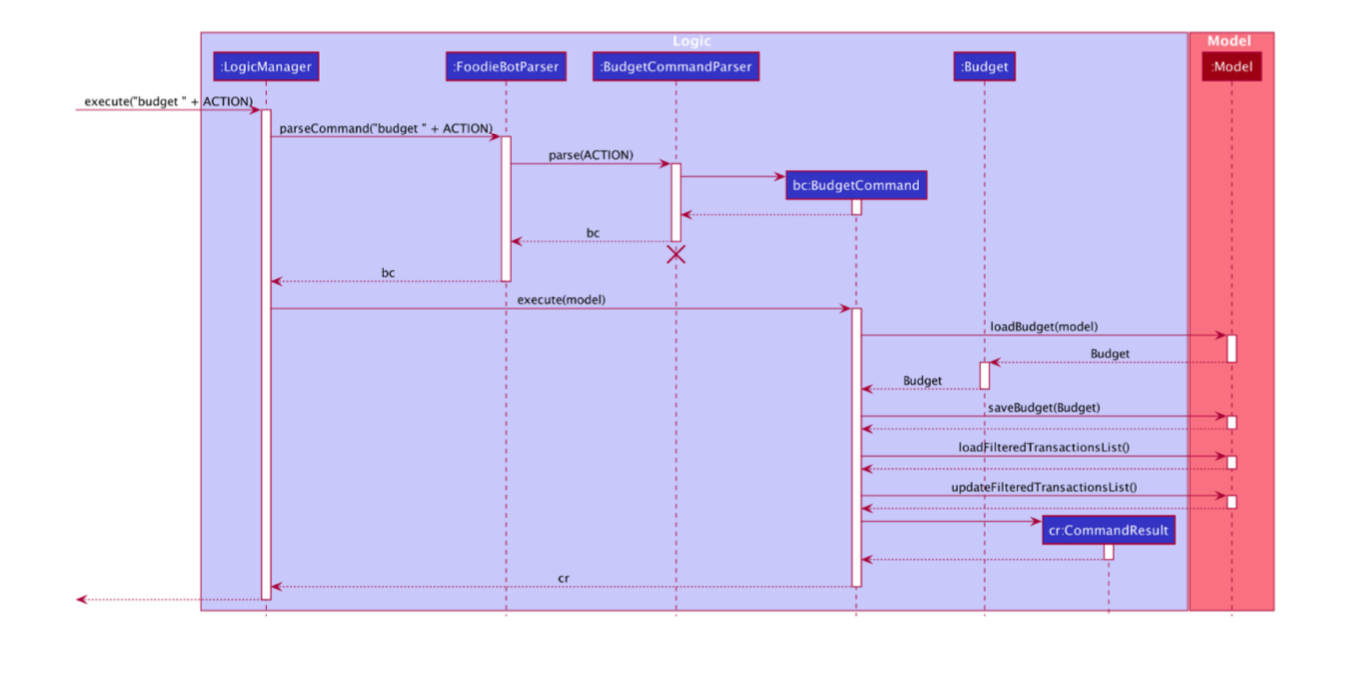 Logic
Model
:LogicManager
:FoodieBotParser
:BudgetCommandParser
:Budget
:Model
execute("budget " + ACTION)
parseCommand("budget " + ACTION)
parse(ACTION)
bc:BudgetCommand
bc
bc
execute(model)
loadBudget(model)
Budget
Budget
saveBudget(Budget)
loadFilteredTransactionsList()
updateFilteredTransactionsList()
cr:CommandResult
cr